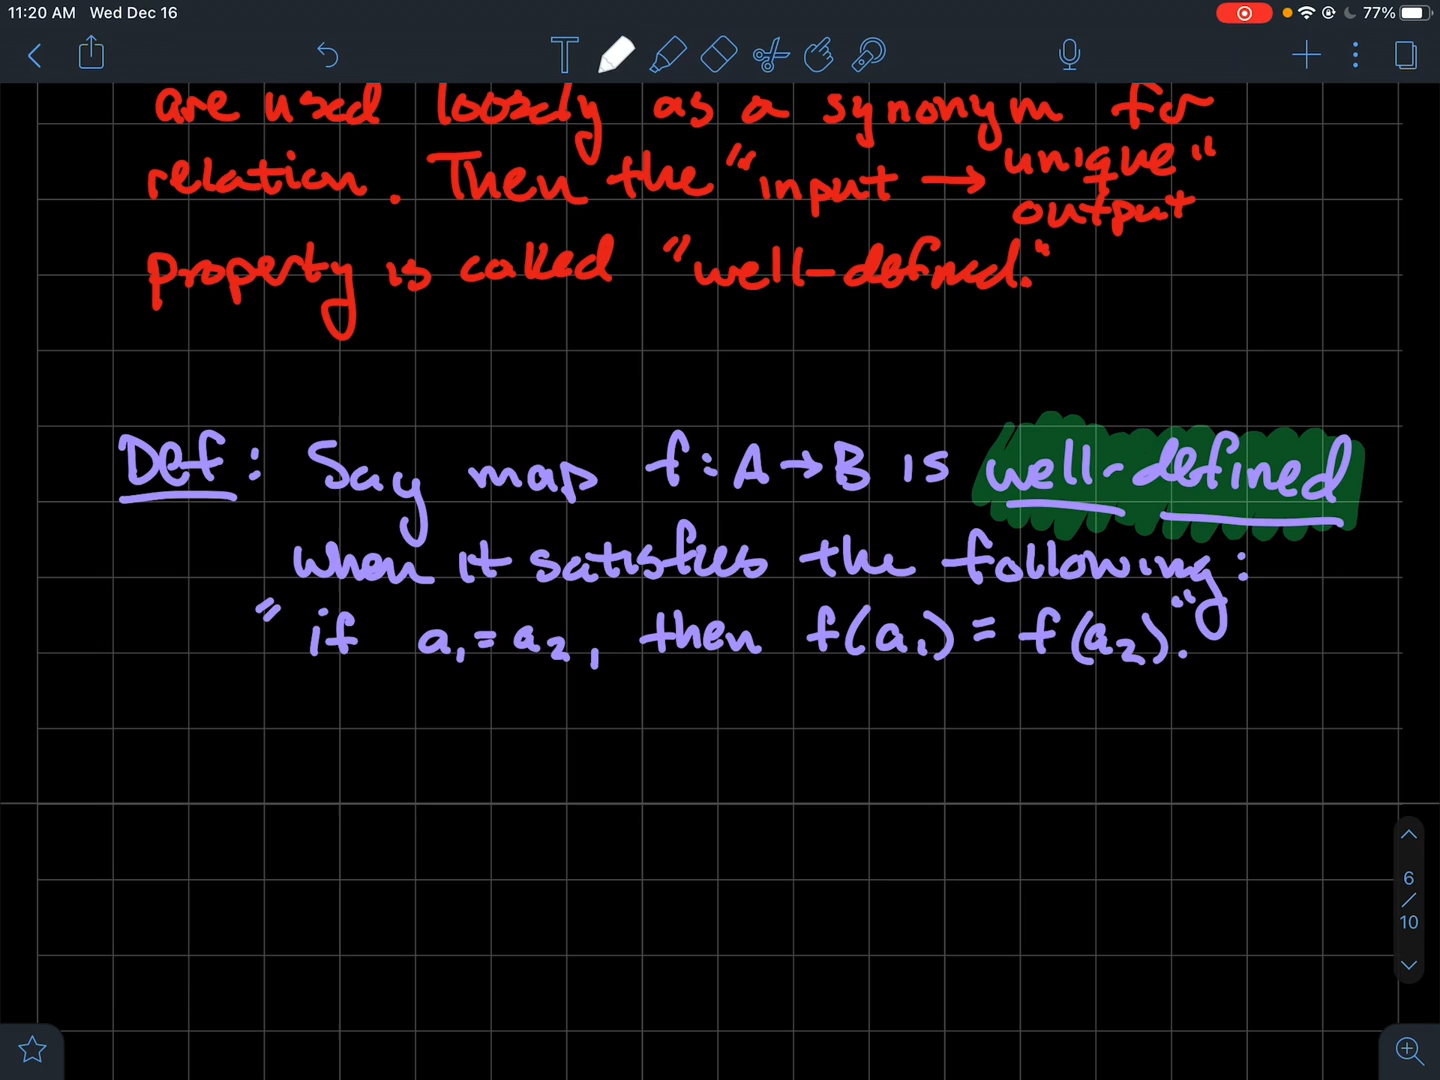 11:20 AM Wed Dec 16
77%
are used loosely as a synonym for
relation. Then the "input → unique output"
property is called "well-defined."
Def: Say map f: A → B is well-defined
when it satisfies the following:
"if a₁ = a₂, then f(a₁) = f(a₂)."
6
/
10